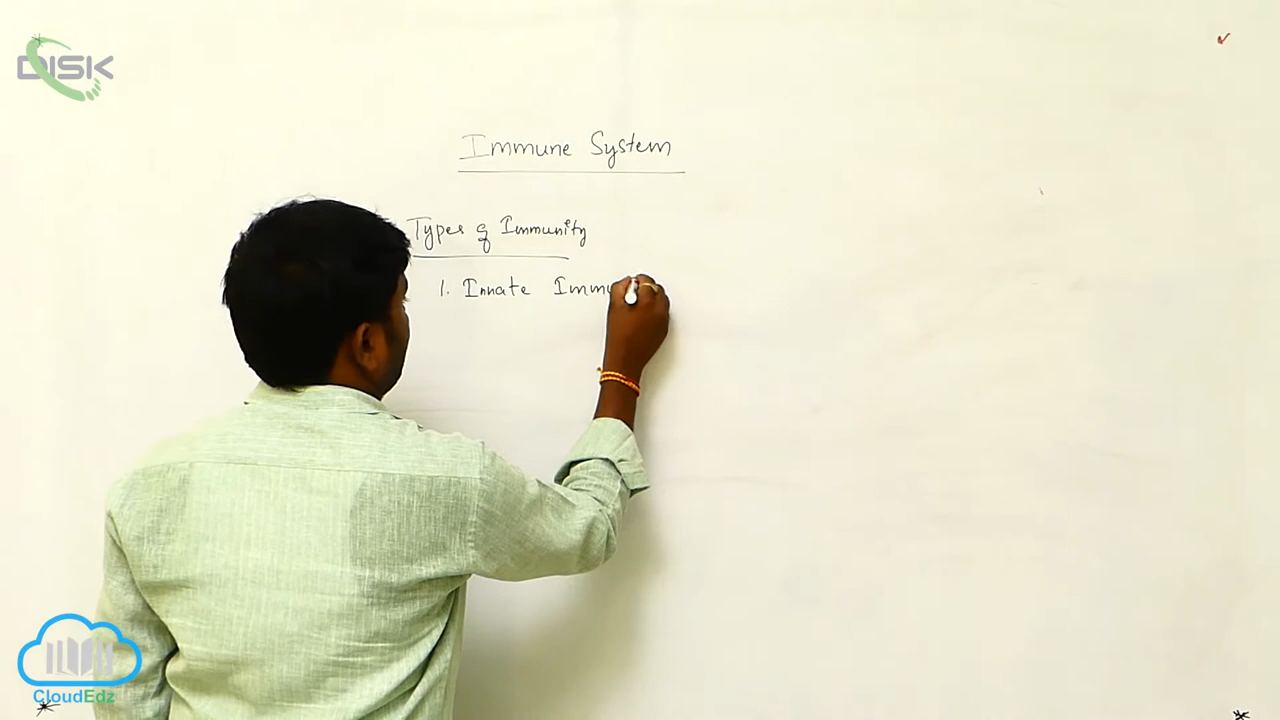 DISK
Immune System
Types of Immunity
1. Innate Immu
CloudEdz